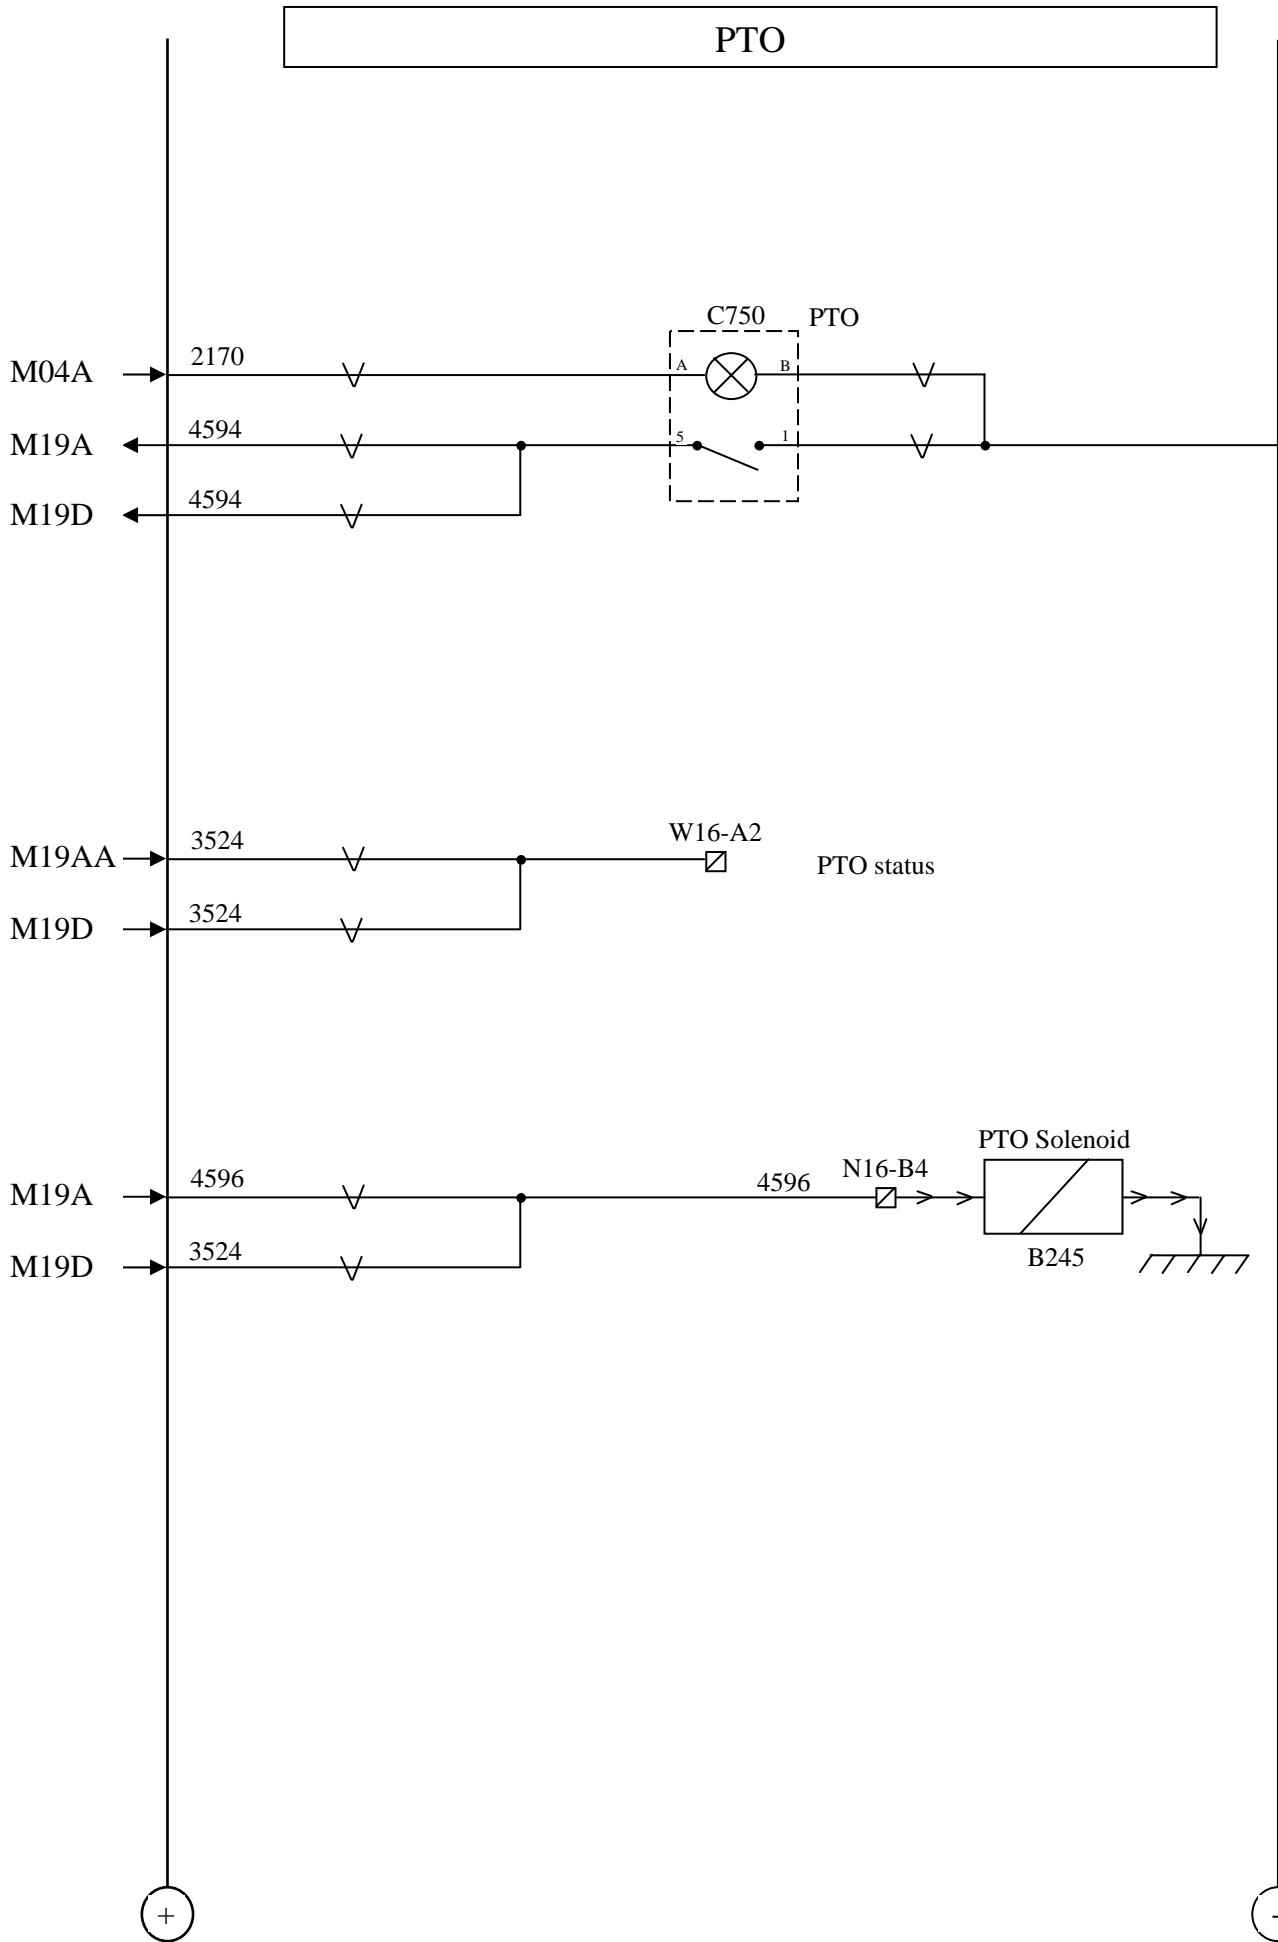 PTO
C750 PTO
M04A 2170 A B
M19A 4594 5 1
M19D 4594
W16-A2
M19AA 3524 PTO status
M19D 3524
PTO Solenoid
M19A 4596 4596 N16-B4
M19D 3524 B245
+ -